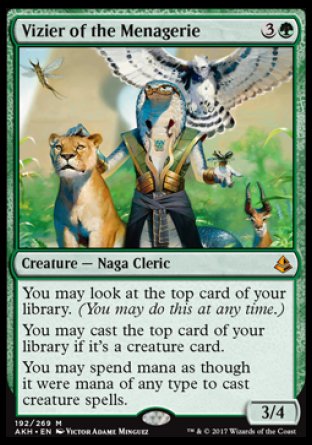 Vizier of the Menagerie 3
Creature — Naga Cleric
You may look at the top card of your
library. (You may do this at any time.)
You may cast the top card of your
library if it's a creature card.
You may spend mana as though
it were mana of any type to cast
creature spells.
192/269 M
AKH • EN Victor Adame Minguez
3/4
™ & © 2017 Wizards of the Coast